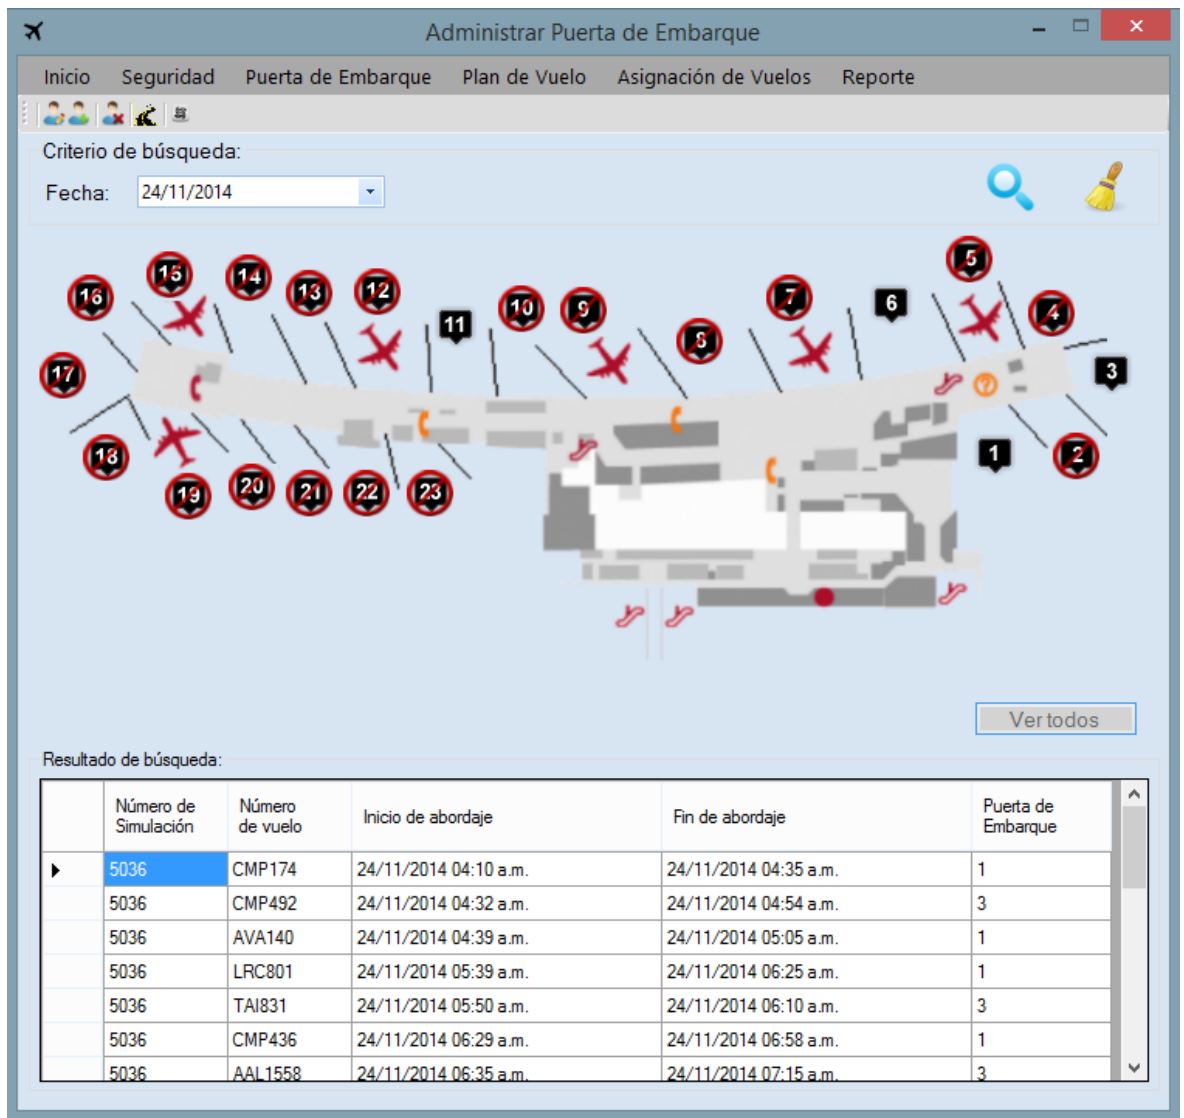 Administrar Puerta de Embarque
Inicio Seguridad Puerta de Embarque Plan de Vuelo Asignación de Vuelos Reporte
Criterio de búsqueda:
Fecha: 24/11/2014
16 15 14 13 12 11 10 9 8 7 6 5 4 3
17 18 19 20 21 22 23 1 2
?
Ver todos
Resultado de búsqueda:
Número de Simulación Número de vuelo Inicio de abordaje Fin de abordaje Puerta de Embarque
5036 CMP174 24/11/2014 04:10 a.m. 24/11/2014 04:35 a.m. 1
5036 CMP492 24/11/2014 04:32 a.m. 24/11/2014 04:54 a.m. 3
5036 AVA140 24/11/2014 04:39 a.m. 24/11/2014 05:05 a.m. 1
5036 LRC801 24/11/2014 05:39 a.m. 24/11/2014 06:25 a.m. 1
5036 TAI831 24/11/2014 05:50 a.m. 24/11/2014 06:10 a.m. 3
5036 CMP436 24/11/2014 06:29 a.m. 24/11/2014 06:58 a.m. 1
5036 AAL1558 24/11/2014 06:35 a.m. 24/11/2014 07:15 a.m. 3